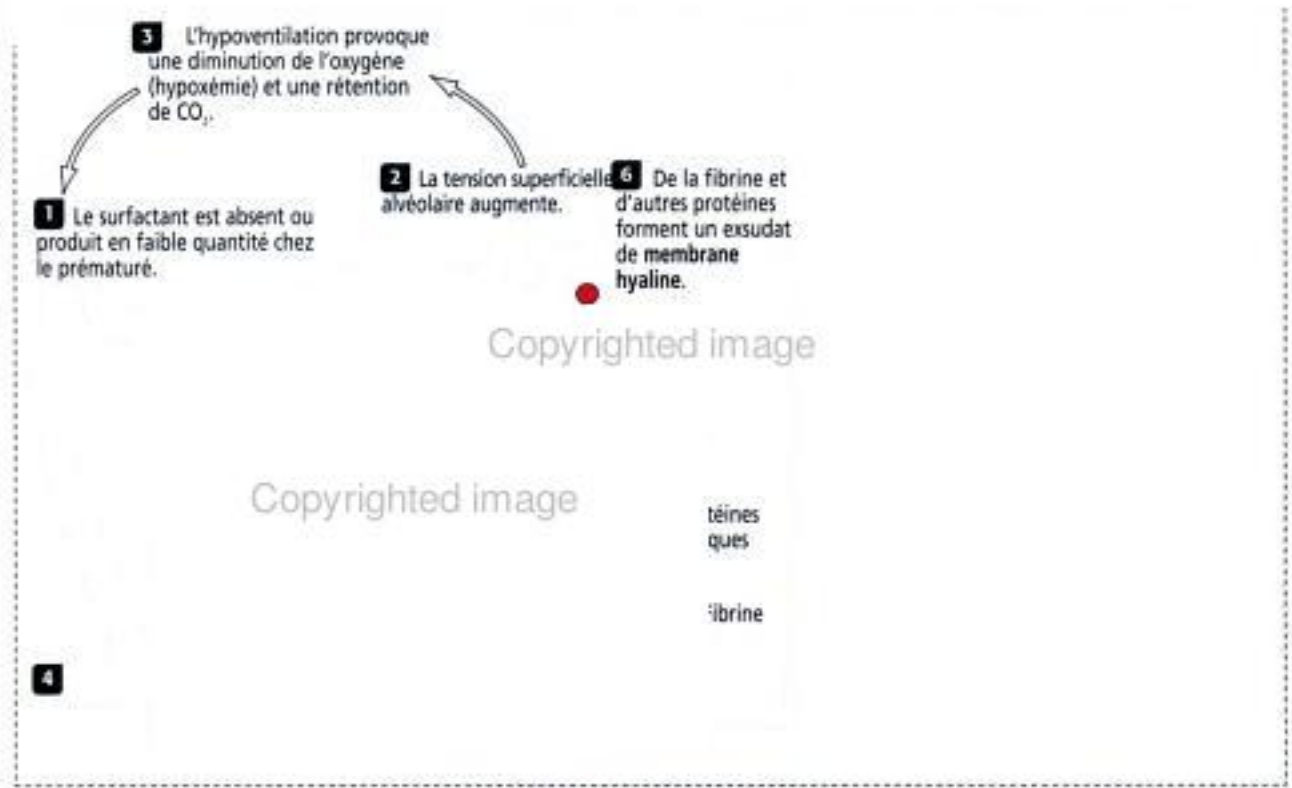 3 L'hypoventilation provoque
une diminution de l'oxygène
(hypoxémie) et une rétention
de CO₂.
1 Le surfactant est absent ou
produit en faible quantité chez
le prématuré.
2 La tension superficielle
alvéolaire augmente.
6 De la fibrine et
d'autres protéines
forment un exsudat
de membrane
hyaline.
Copyrighted image
Copyrighted image
téines
ques
ibrine
4